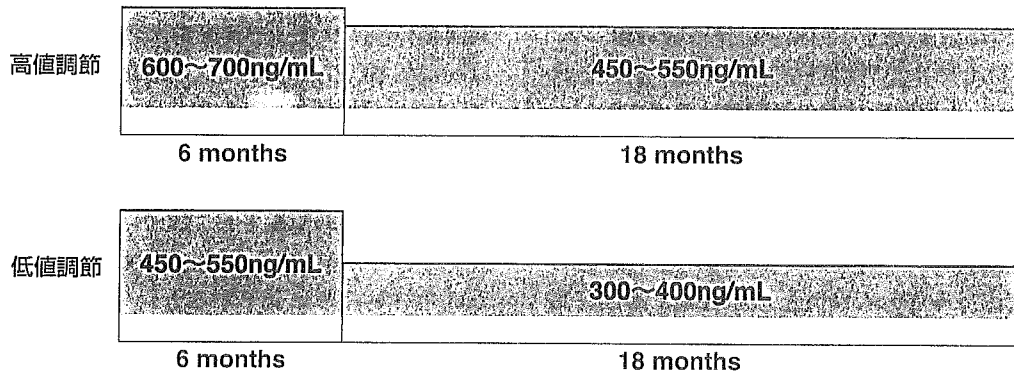 高値調節
600～700ng/mL
450～550ng/mL
6 months
18 months
低値調節
450～550ng/mL
300～400ng/mL
6 months
18 months